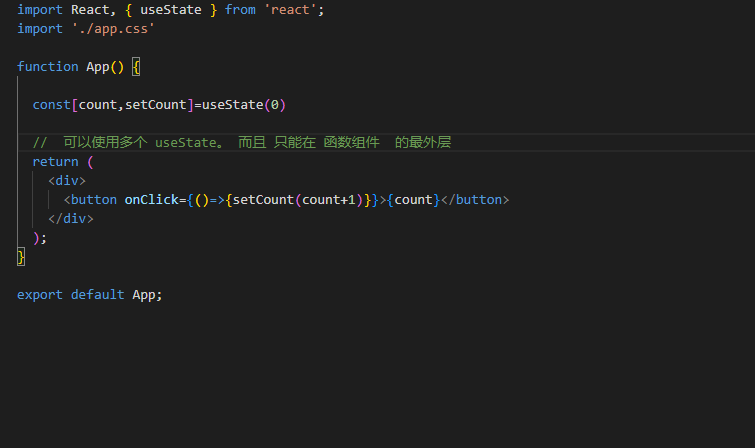 import React, { useState } from 'react';
import './app.css'
function App() {
const[count,setCount]=useState(0)
// 可以使用多个 useState。 而且 只能在 函数组件 的最外层
return (
<div>
<button onClick={()=>{setCount(count+1)}}>{count}</button>
</div>
);
}
export default App;